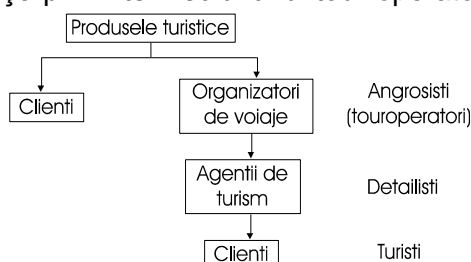 Produsele turistice
Clienti
Organizatori
de voiaje
Angrosisti
(touroperatori)
Agentii de
turism
Detailisti
Clienti
Turisti